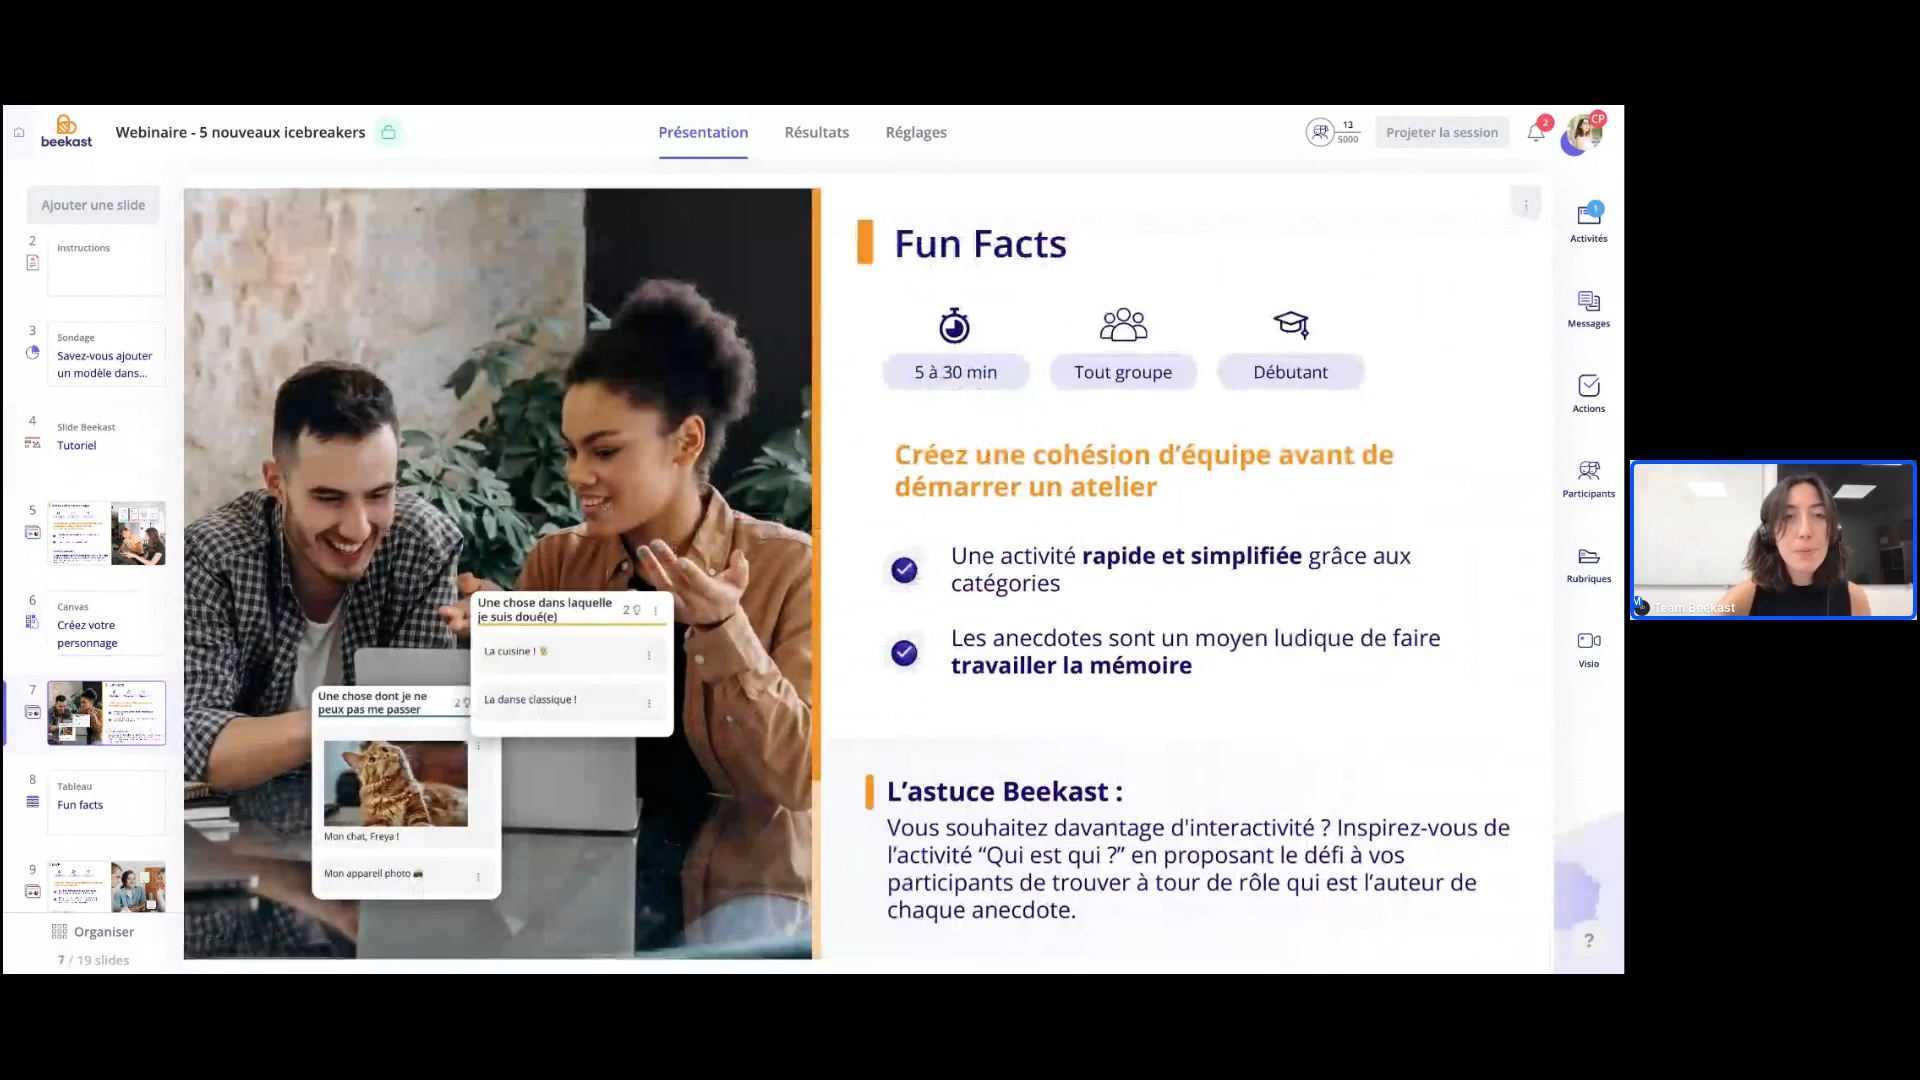 beekast
Webinaire - 5 nouveaux icebreakers
Présentation
Résultats
Réglages
13
5000
Projeter la session
2
CP
Ajouter une slide
2
Instructions
3
Sondage
Savez-vous ajouter
un modèle dans...
4
Slide Beekast
Tutoriel
5
6
Canvas
Créez votre
personnage
7
8
Tableau
Fun facts
9
Organiser
7 / 19 slides
Une chose dans laquelle
je suis doué(e)
2
La cuisine !
La danse classique !
Une chose dont je ne
peux pas me passer
2
Mon chat, Freya !
Mon appareil photo
Fun Facts
5 à 30 min
Tout groupe
Débutant
Créez une cohésion d'équipe avant de
démarrer un atelier
Une activité rapide et simplifiée grâce aux
catégories
Les anecdotes sont un moyen ludique de faire
travailler la mémoire
L'astuce Beekast :
Vous souhaitez davantage d'interactivité ? Inspirez-vous de
l'activité “Qui est qui ?” en proposant le défi à vos
participants de trouver à tour de rôle qui est l'auteur de
chaque anecdote.
1
Activités
Messages
Actions
Participants
Rubriques
Visio
?
Team Beekast